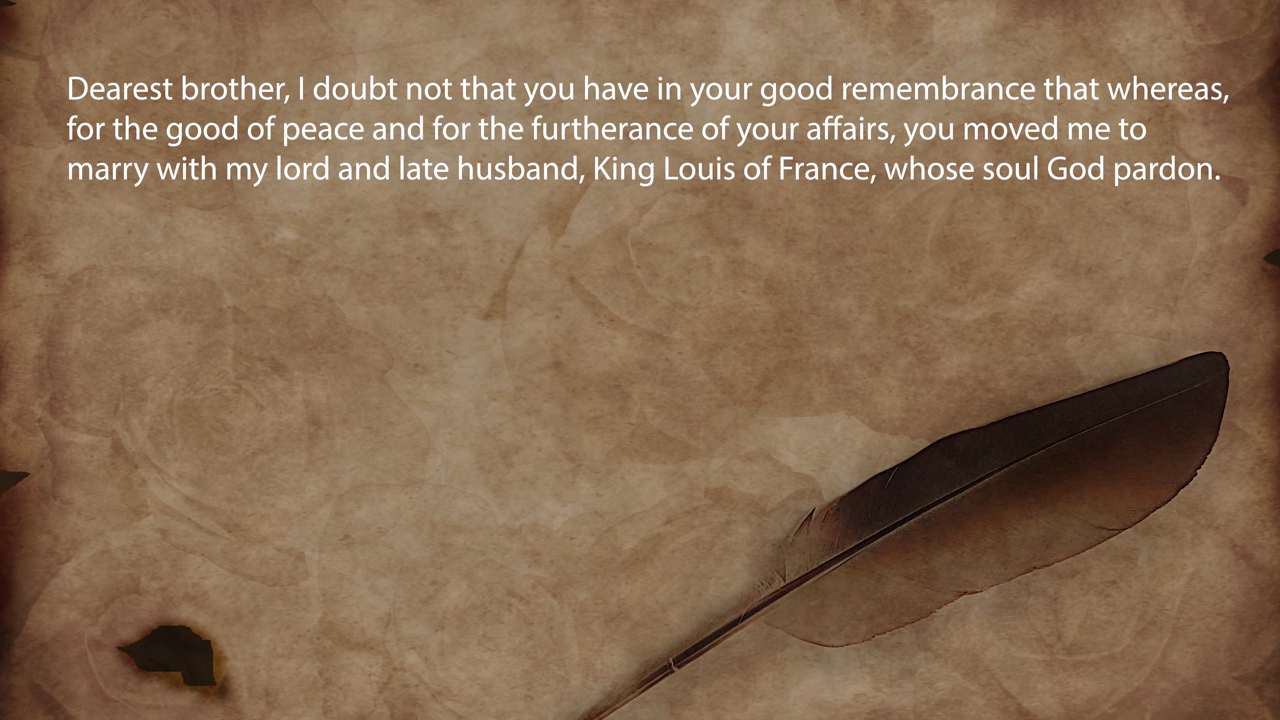 Dearest brother, I doubt not that you have in your good remembrance that whereas,
for the good of peace and for the furtherance of your affairs, you moved me to
marry with my lord and late husband, King Louis of France, whose soul God pardon.